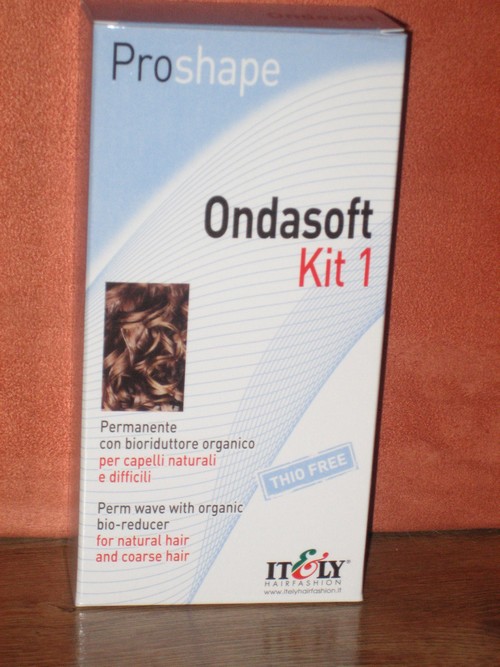 Ondasoft
Proshape
Ondasoft
Kit 1
Permanente
con bioriduttore organico
per capelli naturali
e difficili
THIO FREE
Perm wave with organic
bio-reducer
for natural hair
and coarse hair
IT&LY®
HAIRFASHION
www.itelyhairfashion.it